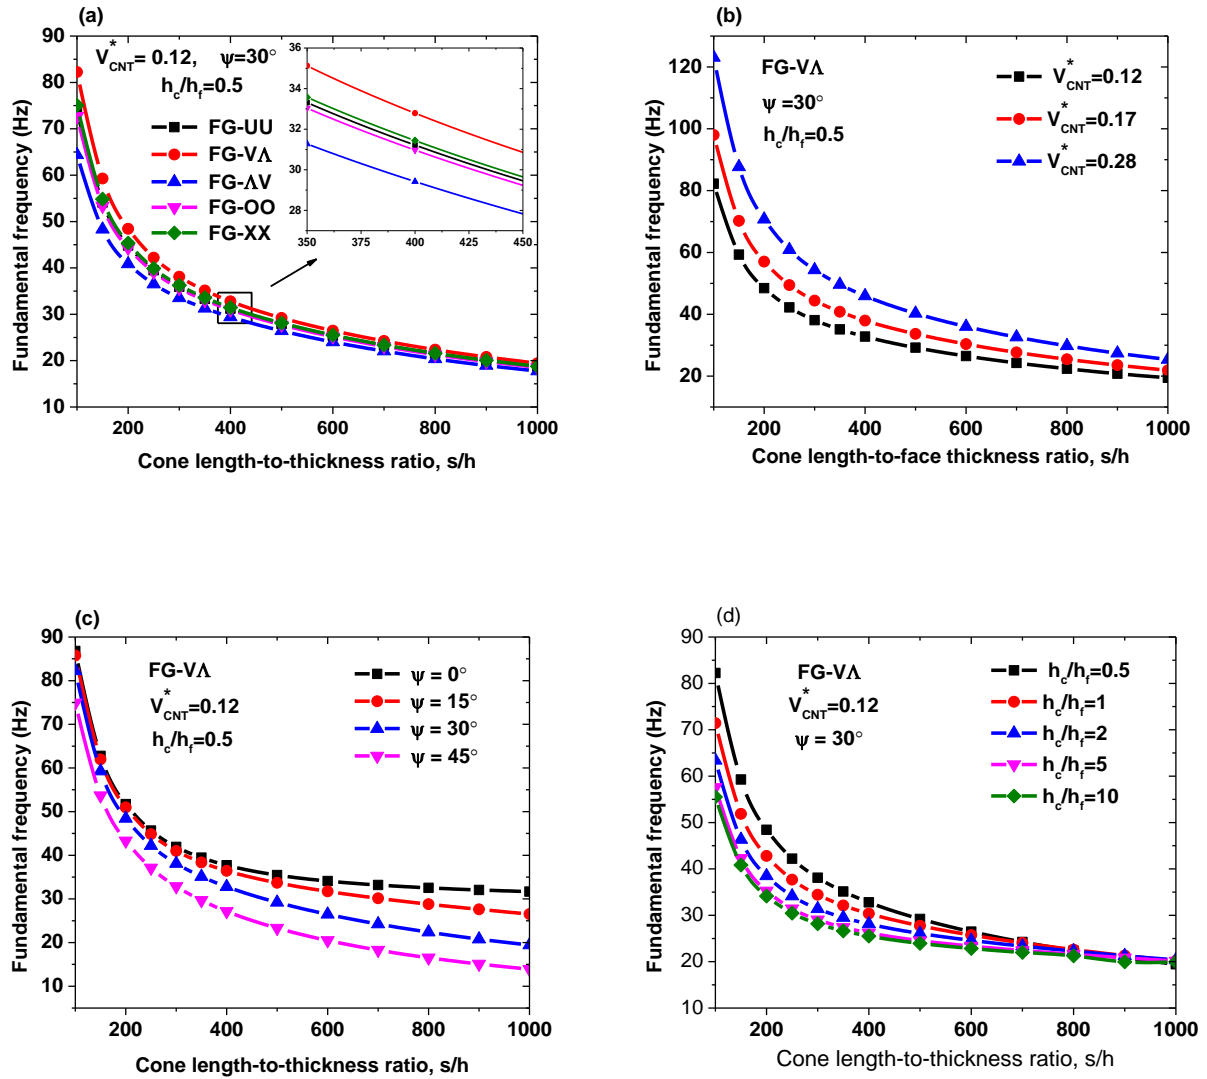 (a)
V*CNT= 0.12, ψ=30°
hc/hf=0.5
FG-UU
FG-VΛ
FG-ΛV
FG-OO
FG-XX
36
34
33
31
30
28
350
375
400
425
450
90
80
70
60
50
40
30
20
10
200
400
600
800
1000
Fundamental frequency (Hz)
Cone length-to-thickness ratio, s/h
(b)
FG-VΛ
ψ =30°
hc/hf=0.5
V*CNT=0.12
V*CNT=0.17
V*CNT=0.28
120
100
80
60
40
20
200
400
600
800
1000
Fundamental frequency (Hz)
Cone length-to-face thickness ratio, s/h
(c)
FG-VΛ
V*CNT=0.12
hc/hf=0.5
ψ = 0°
ψ = 15°
ψ = 30°
ψ = 45°
90
80
70
60
50
40
30
20
10
200
400
600
800
1000
Fundamental frequency (Hz)
Cone length-to-thickness ratio, s/h
(d)
FG-VΛ
V*CNT=0.12
ψ = 30°
hc/hf=0.5
hc/hf=1
hc/hf=2
hc/hf=5
hc/hf=10
90
80
70
60
50
40
30
20
10
200
400
600
800
1000
Fundamental frequency (Hz)
Cone length-to-thickness ratio, s/h